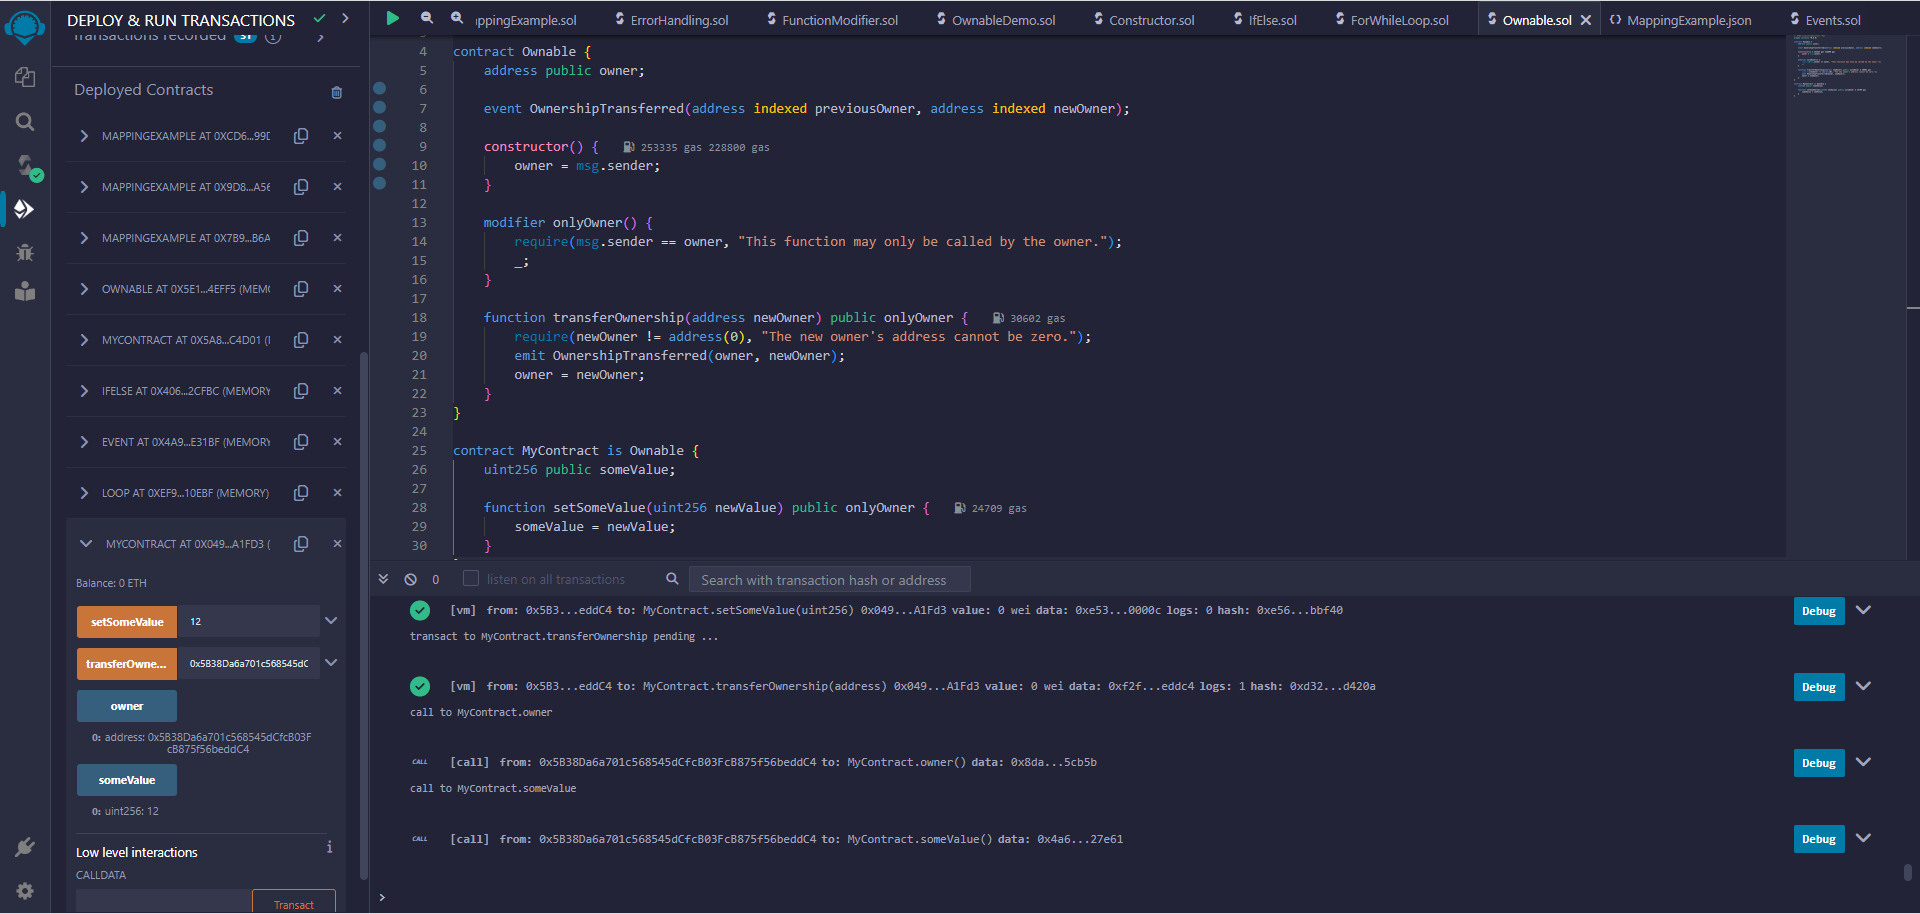 DEPLOY & RUN TRANSACTIONS
Transactions recorded 31 i
Deployed Contracts
MAPPINGEXAMPLE AT 0XCD6...99D
MAPPINGEXAMPLE AT 0X9D8...A56
MAPPINGEXAMPLE AT 0X7B9...B6A
OWNABLE AT 0X5E1...4EFF5 (MEM
MYCONTRACT AT 0X5A8...C4D01 (
IFELSE AT 0X406...2CFBC (MEMORY
EVENT AT 0X4A9...E31BF (MEMORY
LOOP AT 0XEF9...10EBF (MEMORY)
MYCONTRACT AT 0X049...A1FD3 (
Balance: 0 ETH
setSomeValue 12
transferOwne... 0x5B38Da6a701c568545dC
owner
0: address: 0x5B38Da6a701c568545dCfcB03F
cB875f56beddC4
someValue
0: uint256: 12
Low level interactions i
CALLDATA
Transact
appingExample.sol ErrorHandling.sol FunctionModifier.sol OwnableDemo.sol Constructor.sol IfElse.sol ForWhileLoop.sol Ownable.sol {} MappingExample.json Events.sol
4 contract Ownable {
5 address public owner;
6
7 event OwnershipTransferred(address indexed previousOwner, address indexed newOwner);
8
9 constructor() { 253335 gas 228800 gas
10 owner = msg.sender;
11 }
12
13 modifier onlyOwner() {
14 require(msg.sender == owner, "This function may only be called by the owner.");
15 _;
16 }
17
18 function transferOwnership(address newOwner) public onlyOwner { 30602 gas
19 require(newOwner != address(0), "The new owner's address cannot be zero.");
20 emit OwnershipTransferred(owner, newOwner);
21 owner = newOwner;
22 }
23 }
24
25 contract MyContract is Ownable {
26 uint256 public someValue;
27
28 function setSomeValue(uint256 newValue) public onlyOwner { 24709 gas
29 someValue = newValue;
30 }
0 listen on all transactions Search with transaction hash or address
[vm] from: 0x5B3...eddC4 to: MyContract.setSomeValue(uint256) 0x049...A1Fd3 value: 0 wei data: 0xe53...0000c logs: 0 hash: 0xe56...bbf40 Debug
transact to MyContract.transferOwnership pending ...
[vm] from: 0x5B3...eddC4 to: MyContract.transferOwnership(address) 0x049...A1Fd3 value: 0 wei data: 0xf2f...eddc4 logs: 1 hash: 0xd32...d420a Debug
call to MyContract.owner
CALL [call] from: 0x5B38Da6a701c568545dCfcB03FcB875f56beddC4 to: MyContract.owner() data: 0x8da...5cb5b Debug
call to MyContract.someValue
CALL [call] from: 0x5B38Da6a701c568545dCfcB03FcB875f56beddC4 to: MyContract.someValue() data: 0x4a6...27e61 Debug
>